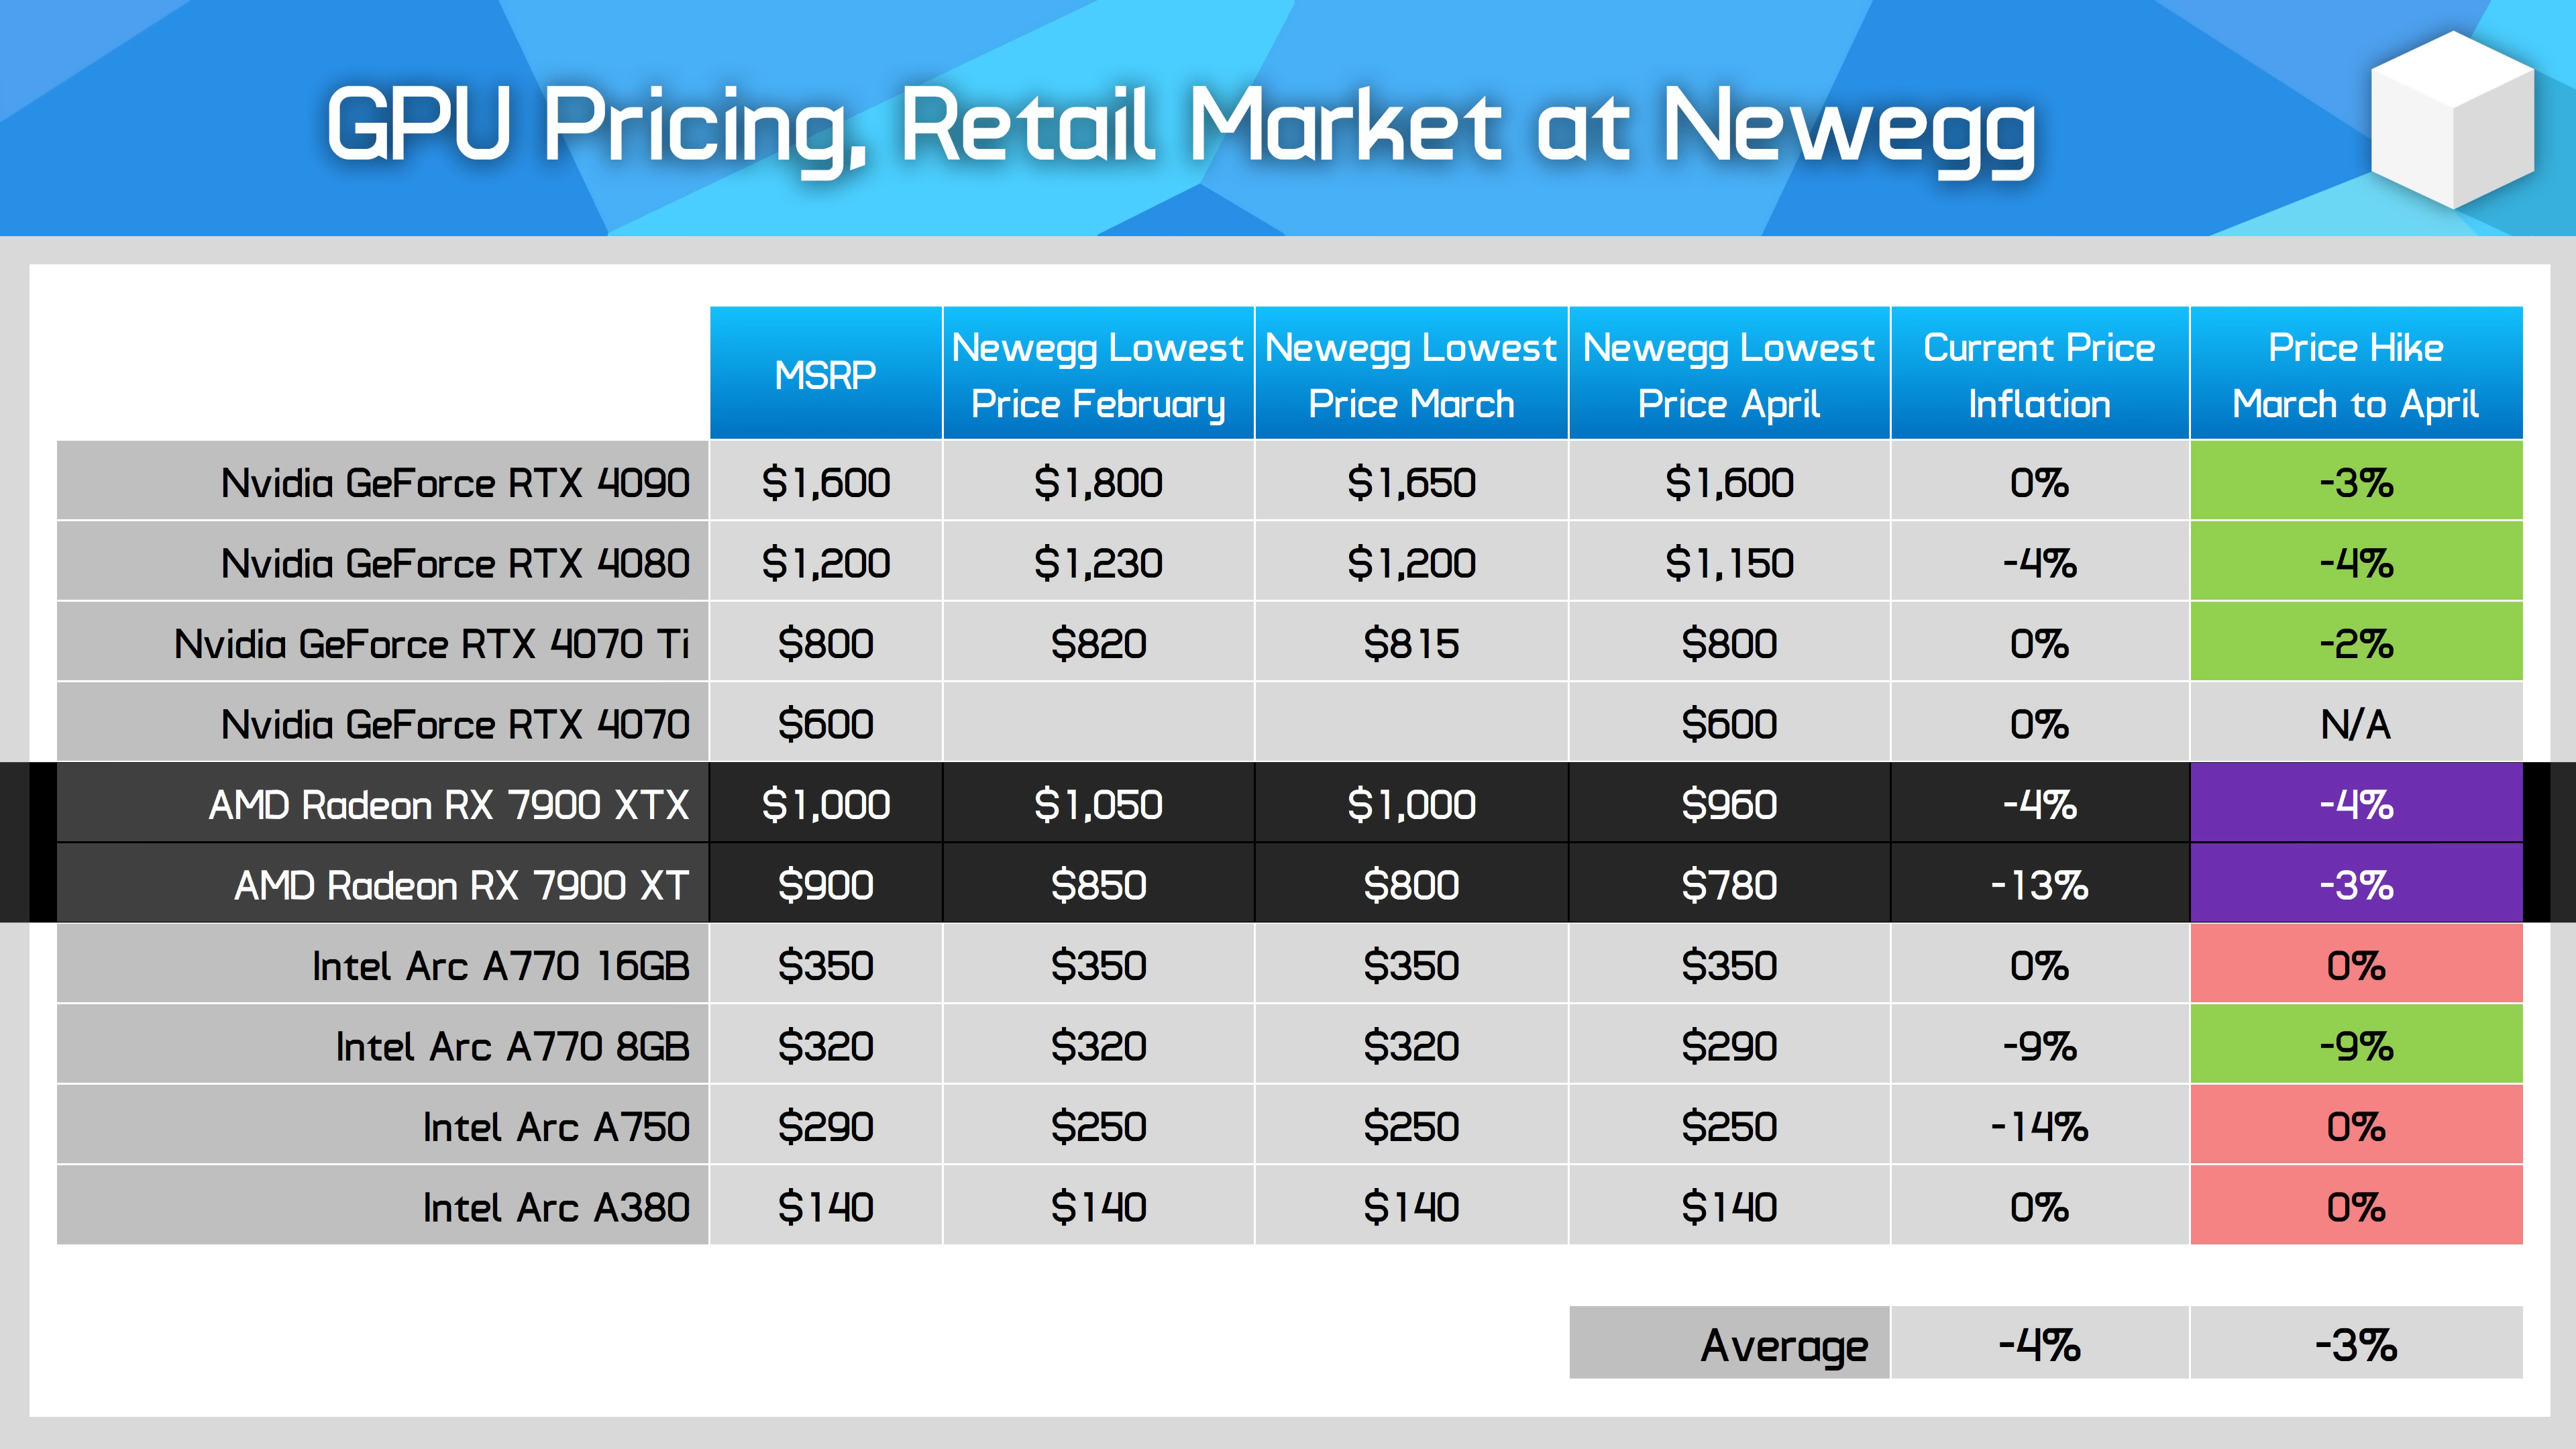 GPU Pricing, Retail Market at Newegg
MSRP Newegg Lowest Price February Newegg Lowest Price March Newegg Lowest Price April Current Price Inflation Price Hike March to April
Nvidia GeForce RTX 4090 $1,600 $1,800 $1,650 $1,600 0% -3%
Nvidia GeForce RTX 4080 $1,200 $1,230 $1,200 $1,150 -4% -4%
Nvidia GeForce RTX 4070 Ti $800 $820 $815 $800 0% -2%
Nvidia GeForce RTX 4070 $600 $600 0% N/A
AMD Radeon RX 7900 XTX $1,000 $1,050 $1,000 $960 -4% -4%
AMD Radeon RX 7900 XT $900 $850 $800 $780 -13% -3%
Intel Arc A770 16GB $350 $350 $350 $350 0% 0%
Intel Arc A770 8GB $320 $320 $320 $290 -9% -9%
Intel Arc A750 $290 $250 $250 $250 -14% 0%
Intel Arc A380 $140 $140 $140 $140 0% 0%
Average -4% -3%